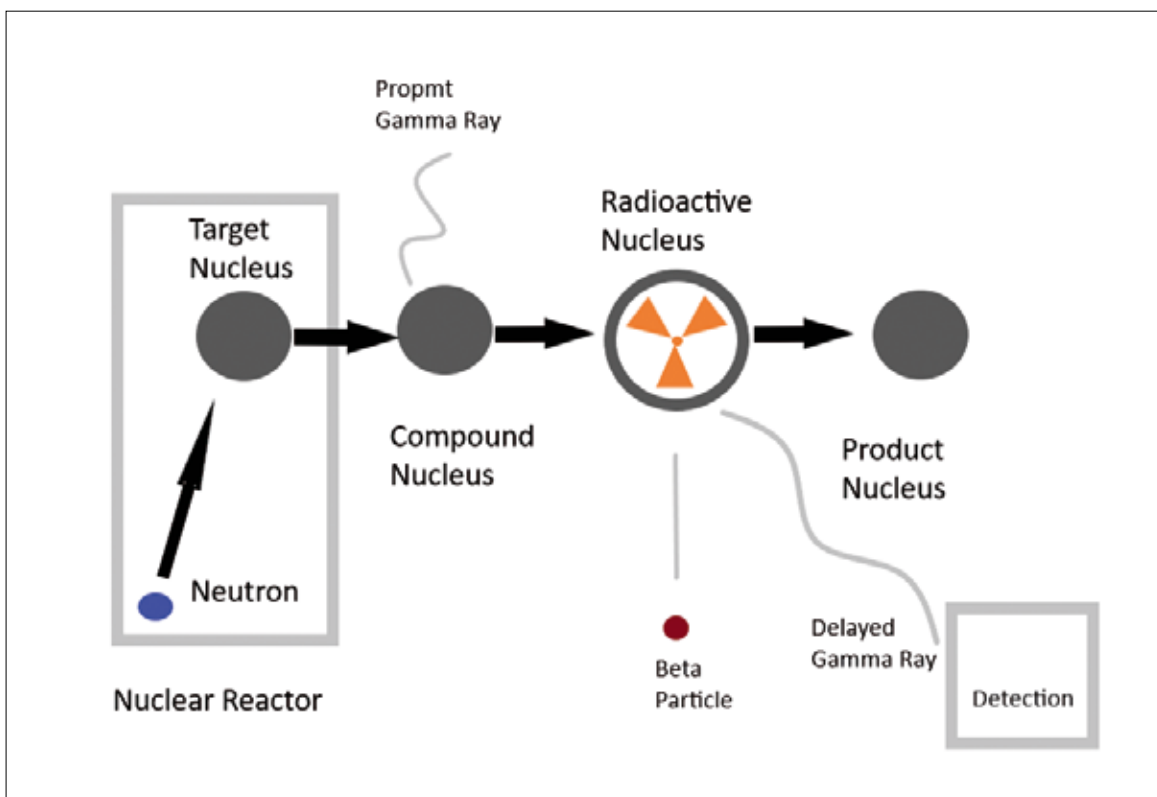 Propmt
Gamma Ray
Target
Nucleus
Radioactive
Nucleus
Compound
Nucleus
Product
Nucleus
Neutron
Nuclear Reactor
Beta
Particle
Delayed
Gamma Ray
Detection